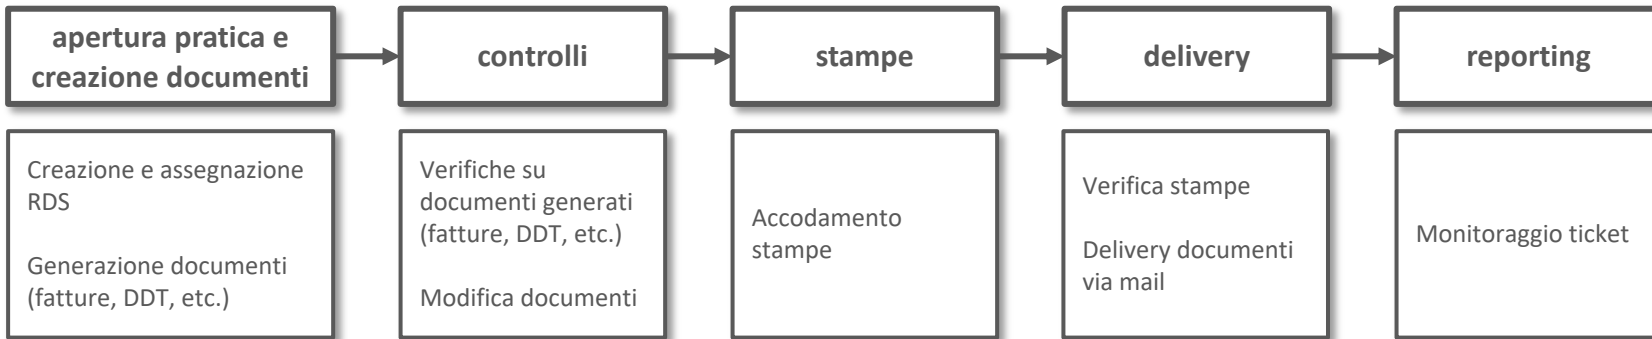 apertura pratica e
creazione documenti
controlli
stampe
delivery
reporting
Creazione e assegnazione
RDS
Generazione documenti
(fatture, DDT, etc.)
Verifiche su
documenti generati
(fatture, DDT, etc.)
Modifica documenti
Accodamento
stampe
Verifica stampe
Delivery documenti
via mail
Monitoraggio ticket